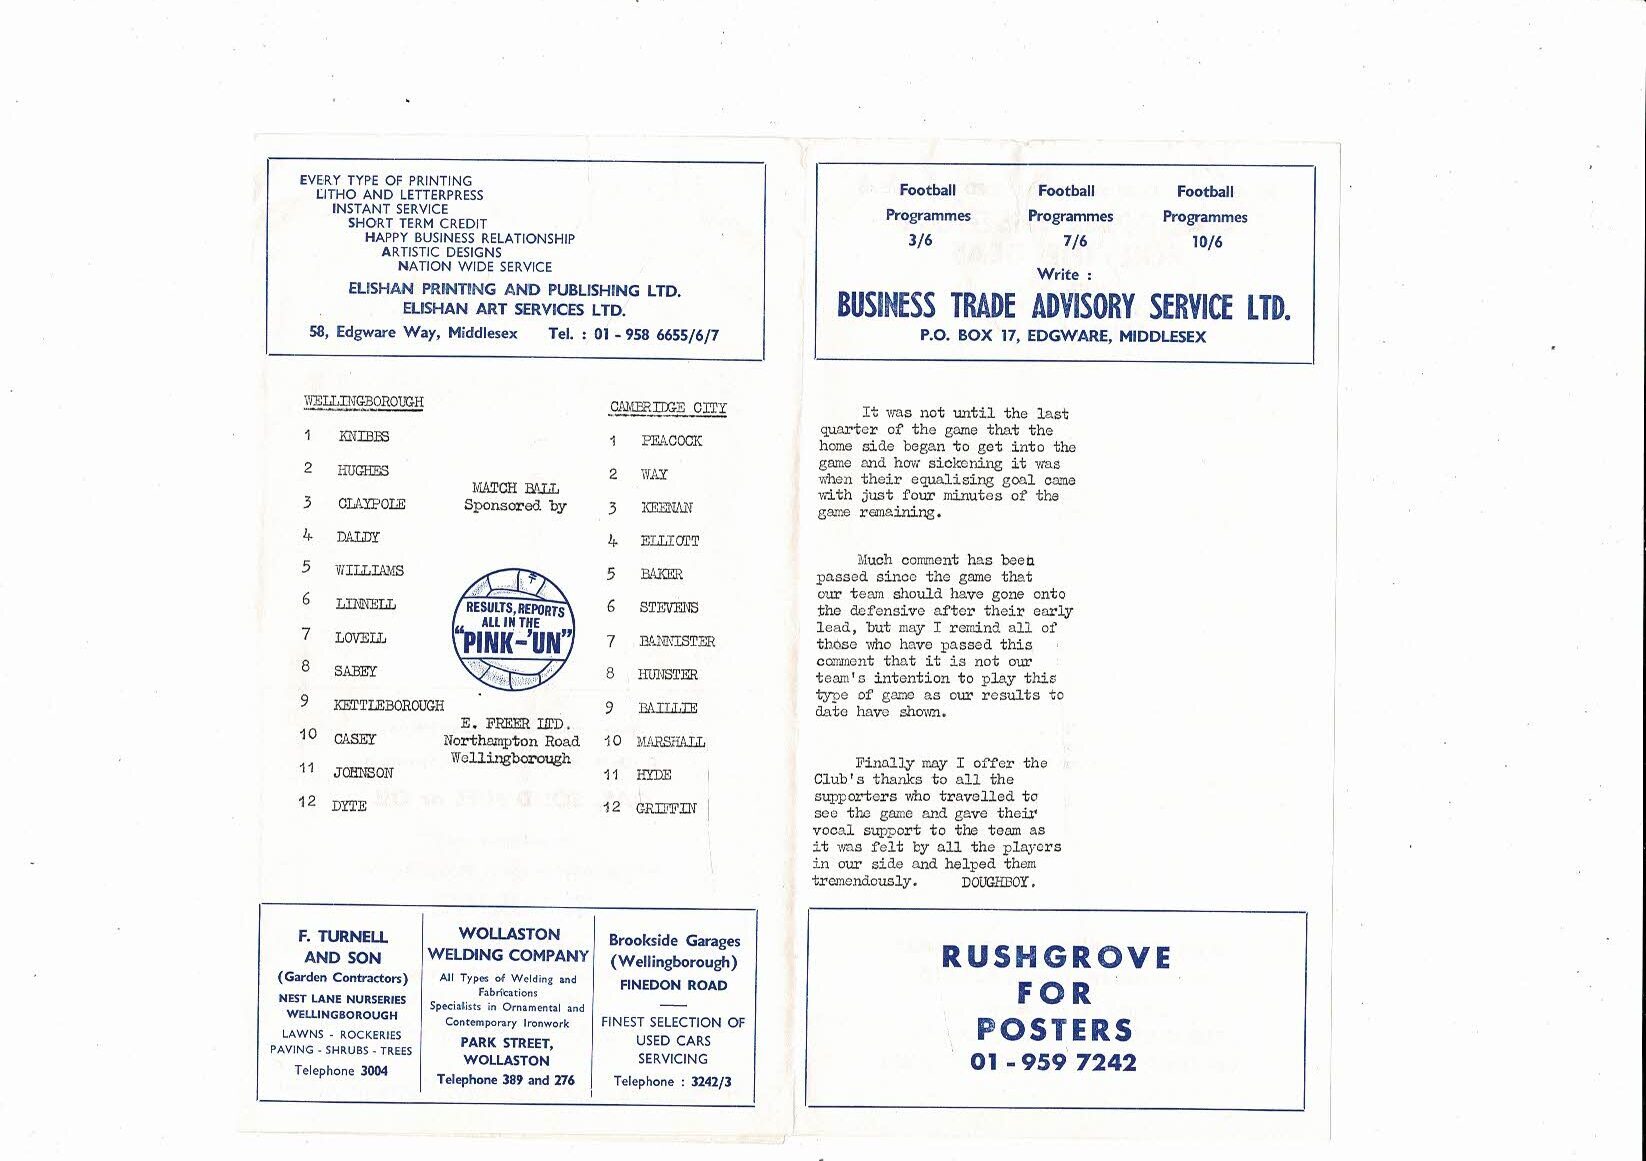 EVERY TYPE OF PRINTING
LITHO AND LETTERPRESS
INSTANT SERVICE
SHORT TERM CREDIT
HAPPY BUSINESS RELATIONSHIP
ARTISTIC DESIGNS
NATION WIDE SERVICE
ELISHAN PRINTING AND PUBLISHING LTD.
ELISHAN ART SERVICES LTD.
58, Edgware Way, Middlesex Tel. : 01 - 958 6655/6/7
WELLINGBOROUGH
1 KNIBBS
2 HUGHES
3 CLAYPOLE
4 DALDY
5 WILLIAMS
6 LINNELL
7 LOVELL
8 SABEY
9 KETTLEBOROUGH
10 CASEY
11 JOHNSON
12 DYTE
MATCH BALL
Sponsored by
RESULTS, REPORTS
ALL IN THE
"PINK-'UN"
E. FREER LTD.
Northampton Road
Wellingborough
CAMBRIDGE CITY
1 PEACOCK
2 WAY
3 KEENAN
4 ELLIOTT
5 BAKER
6 STEVENS
7 BANNISTER
8 HUNSTER
9 BAILLIE
10 MARSHALL
11 HYDE
12 GRIFFIN
F. TURNELL
AND SON
(Garden Contractors)
NEST LANE NURSERIES
WELLINGBOROUGH
LAWNS - ROCKERIES
PAVING - SHRUBS - TREES
Telephone 3004
WOLLASTON
WELDING COMPANY
All Types of Welding and
Fabrications
Specialists in Ornamental and
Contemporary Ironwork
PARK STREET,
WOLLASTON
Telephone 389 and 276
Brookside Garages
(Wellingborough)
FINEDON ROAD
FINEST SELECTION OF
USED CARS
SERVICING
Telephone : 3242/3
Football Football Football
Programmes Programmes Programmes
3/6 7/6 10/6
Write :
BUSINESS TRADE ADVISORY SERVICE LTD.
P.O. BOX 17, EDGWARE, MIDDLESEX
It was not until the last
quarter of the game that the
home side began to get into the
game and how sickening it was
when their equalising goal came
with just four minutes of the
game remaining.
Much comment has been
passed since the game that
our team should have gone onto
the defensive after their early
lead, but may I remind all of
those who have passed this
comment that it is not our
team's intention to play this
type of game as our results to
date have shown.
Finally may I offer the
Club's thanks to all the
supporters who travelled to
see the game and gave their
vocal support to the team as
it was felt by all the players
in our side and helped them
tremendously. DOUGHBOY.
RUSHGROVE
FOR
POSTERS
01 - 959 7242